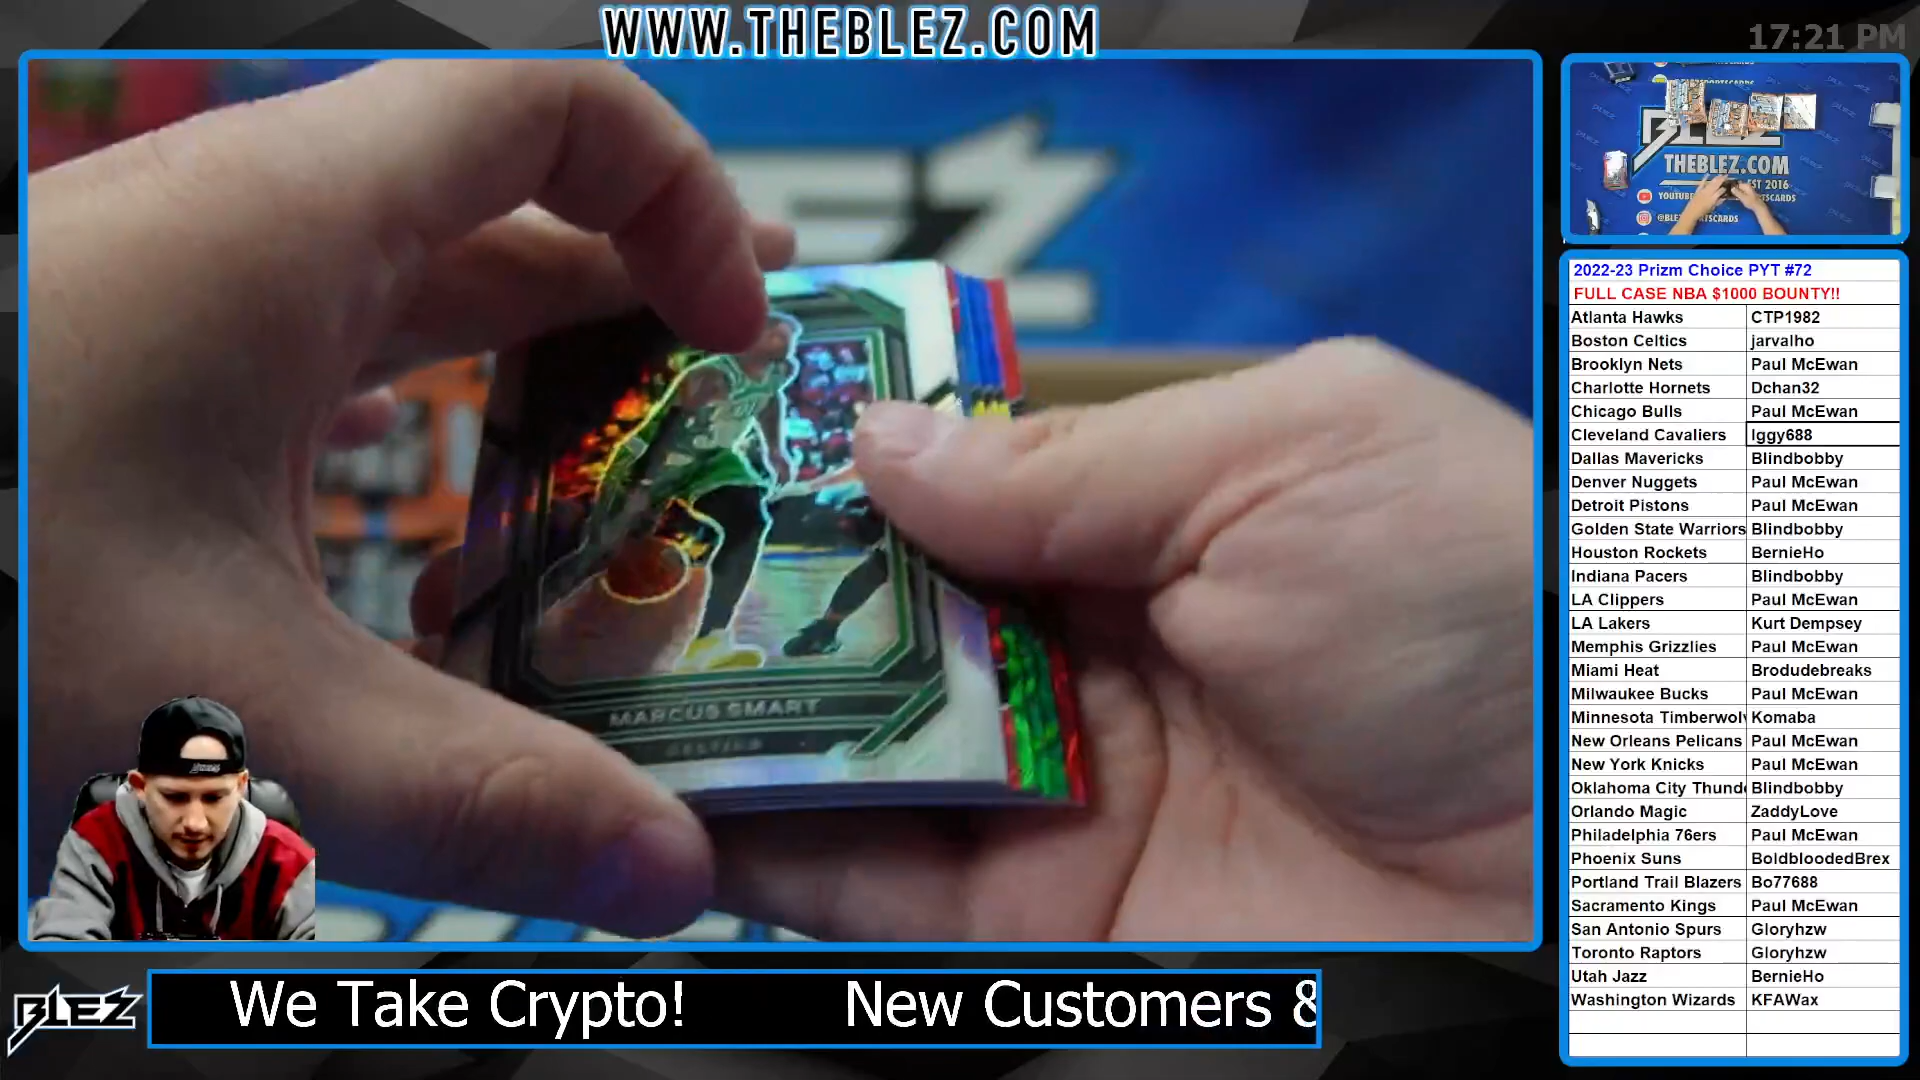 WWW.THEBLEZ.COM
17:21 PM
BLEZ
THEBLEZ.COM
EST 2016
MARCUS SMART
CELTICS
2022-23 Prizm Choice PYT #72
FULL CASE NBA $1000 BOUNTY!!
Atlanta Hawks CTP1982
Boston Celtics jarvalho
Brooklyn Nets Paul McEwan
Charlotte Hornets Dchan32
Chicago Bulls Paul McEwan
Cleveland Cavaliers Iggy688
Dallas Mavericks Blindbobby
Denver Nuggets Paul McEwan
Detroit Pistons Paul McEwan
Golden State Warriors Blindbobby
Houston Rockets BernieHo
Indiana Pacers Blindbobby
LA Clippers Paul McEwan
LA Lakers Kurt Dempsey
Memphis Grizzlies Paul McEwan
Miami Heat Brodudebreaks
Milwaukee Bucks Paul McEwan
Minnesota Timberwolv Komaba
New Orleans Pelicans Paul McEwan
New York Knicks Paul McEwan
Oklahoma City Thund Blindbobby
Orlando Magic ZaddyLove
Philadelphia 76ers Paul McEwan
Phoenix Suns BoldbloodedBrex
Portland Trail Blazers Bo77688
Sacramento Kings Paul McEwan
San Antonio Spurs Gloryhzw
Toronto Raptors Gloryhzw
Utah Jazz BernieHo
Washington Wizards KFAWax
BLEZ
We Take Crypto! New Customers &